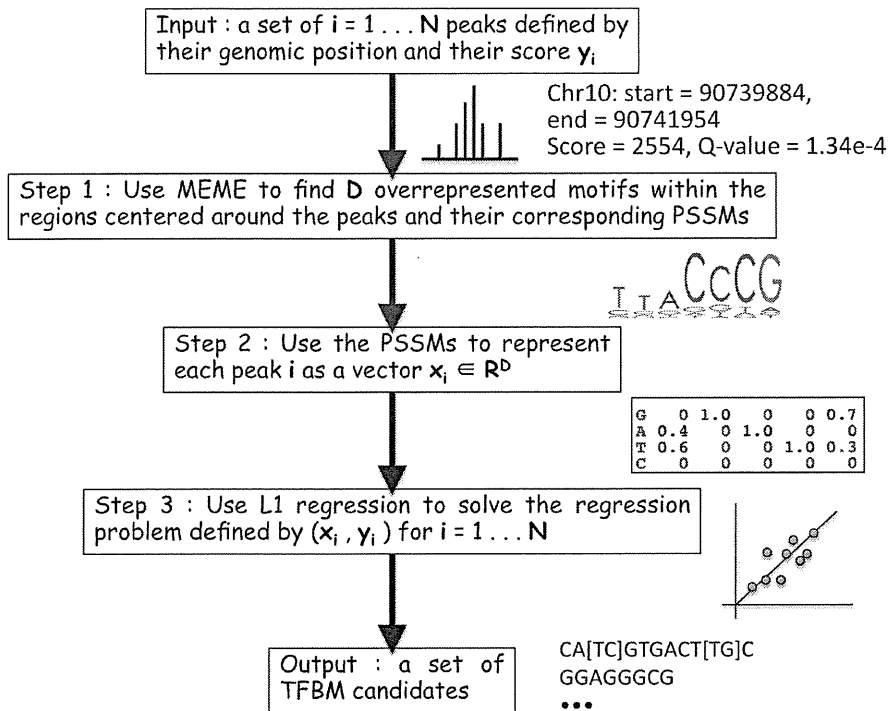 Input : a set of i = 1 . . . N peaks defined by
their genomic position and their score yi
Chr10: start = 90739884,
end = 90741954
Score = 2554, Q-value = 1.34e-4
Step 1 : Use MEME to find D overrepresented motifs within the
regions centered around the peaks and their corresponding PSSMs
TTACCCG
Step 2 : Use the PSSMs to represent
each peak i as a vector xi ∈ RD
G 0 1.0 0 0 0.7
A 0.4 0 1.0 0 0
T 0.6 0 0 1.0 0.3
C 0 0 0 0 0
Step 3 : Use L1 regression to solve the regression
problem defined by (xi , yi ) for i = 1 . . . N
Output : a set of
TFBM candidates
CA[TC]GTGACT[TG]C
GGAGGGCG
•••